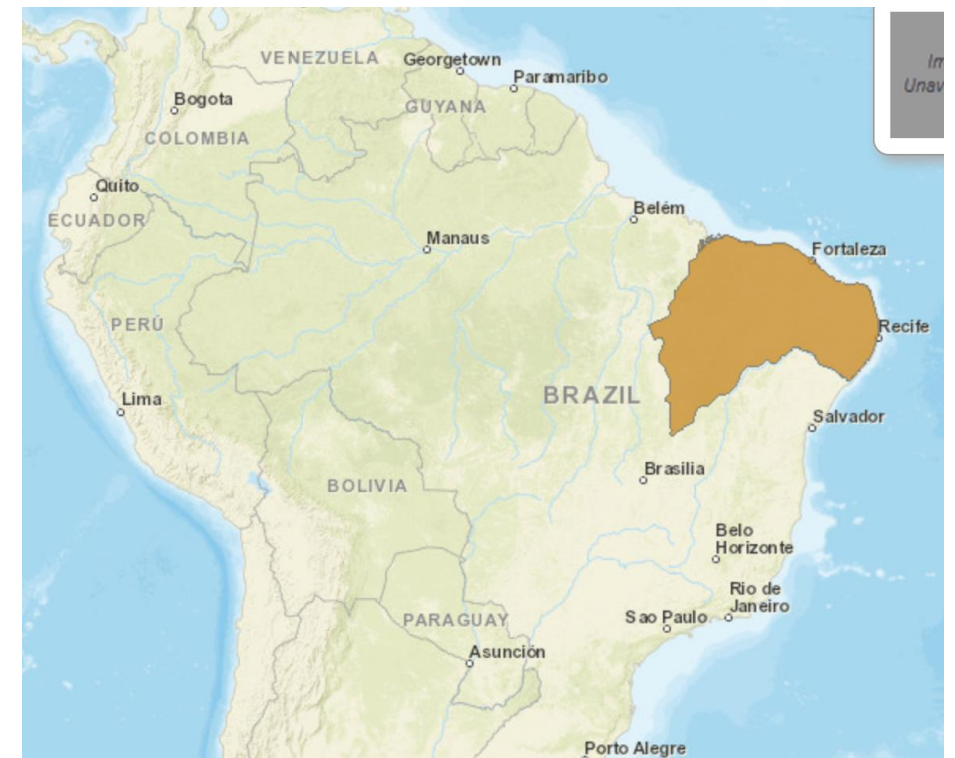 VENEZUELA
Georgetown
Paramaribo
Bogota
GUYANA
COLOMBIA
Quito
ECUADOR
Belém
Manaus
Fortaleza
PERÚ
Recife
BRAZIL
Lima
Salvador
Brasilia
BOLIVIA
Belo
Horizonte
Rio de
Janeiro
Sao Paulo
PARAGUAY
Asunción
Porto Alegre